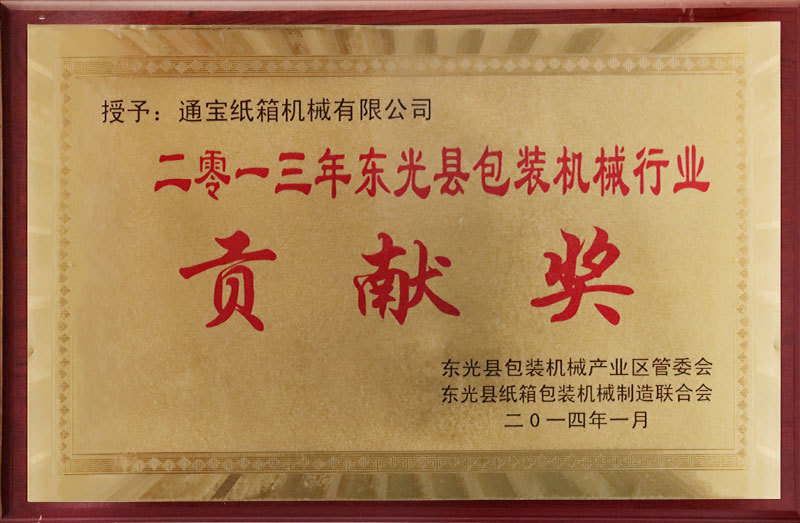 授予：通宝纸箱机械有限公司
二零一三年东光县包装机械行业
贡献奖
东光县包装机械产业区管委会
东光县纸箱包装机械制造联合会
二0一四年一月